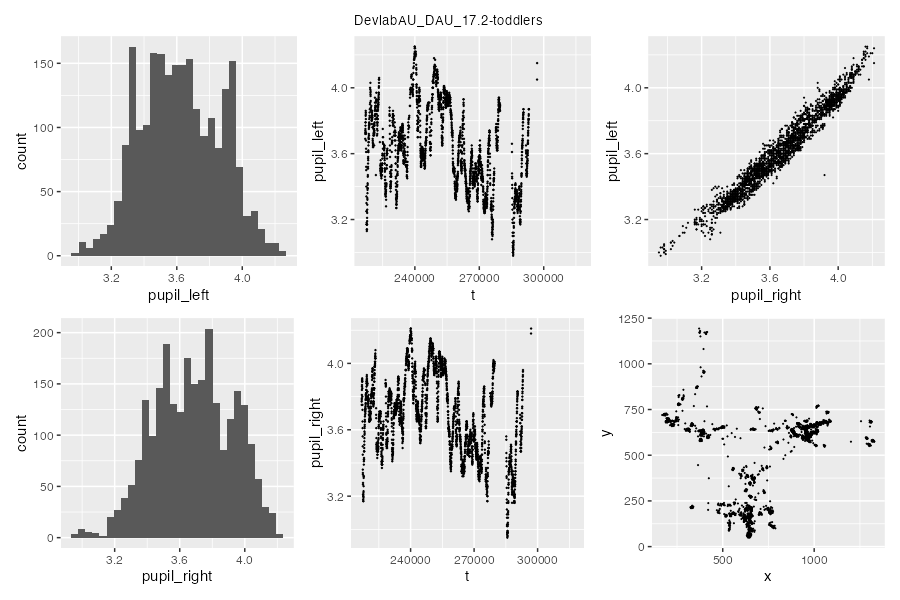 DevlabAU_DAU_17.2-toddlers
150
100
50
0
count
3.2 3.6 4.0
pupil_left
4.0
3.6
3.2
pupil_left
240000 270000 300000
t
4.0
3.6
3.2
pupil_left
3.2 3.6 4.0
pupil_right
200
150
100
50
0
count
3.2 3.6 4.0
pupil_right
4.0
3.6
3.2
pupil_right
240000 270000 300000
t
1250
1000
750
500
250
0
y
500 1000
x